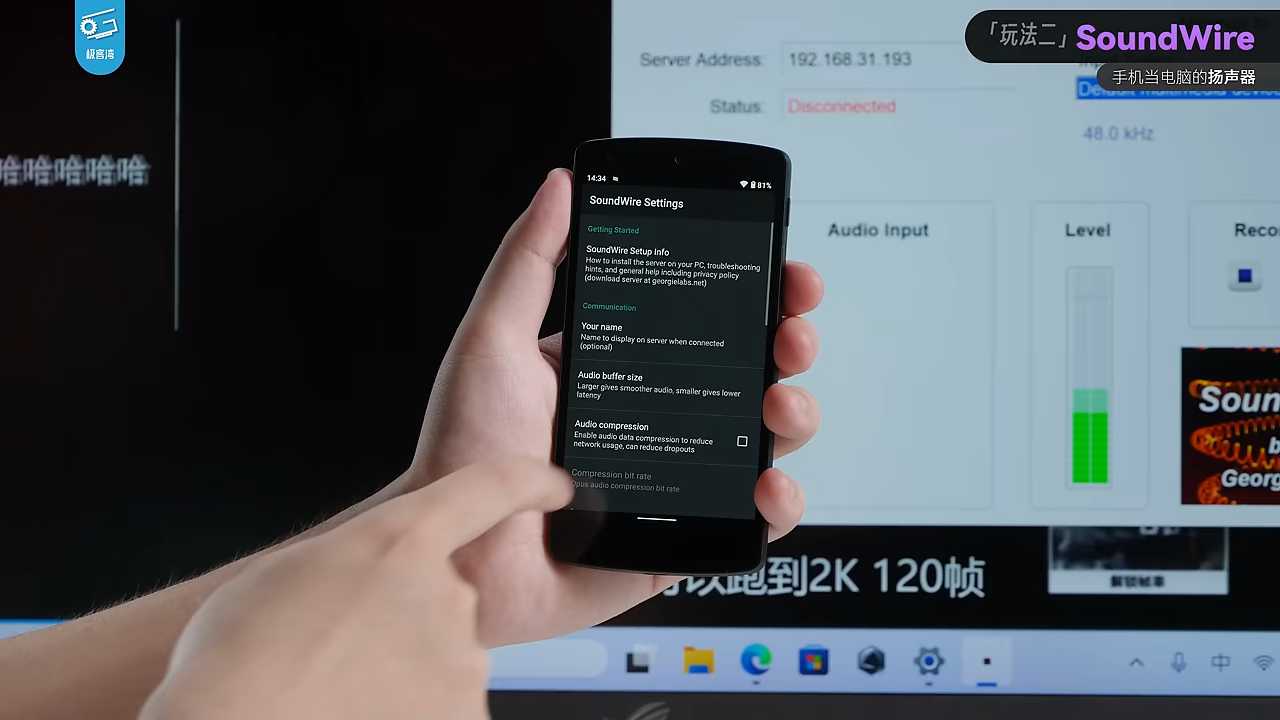 极客湾
「玩法二」SoundWire
手机当电脑的扬声器
Server Address: 192.168.31.193
Status: Disconnected
Default multimedia
48.0 kHz
哈哈哈哈哈
Audio Input
Level
14:34
81%
SoundWire Settings
Getting Started
SoundWire Setup Info
How to install the server on your PC, troubleshooting
hints, and general help including privacy policy
(download server at georgielabs.net)
Communication
Your name
Name to display on server when connected
(optional)
Audio buffer size
Larger gives smoother audio, smaller gives lower
latency
Audio compression
Enable audio data compression to reduce
network usage, can reduce dropouts
Compression bit rate
Opus audio compression bit rate
跑到2K 120帧
解锁帧率
中